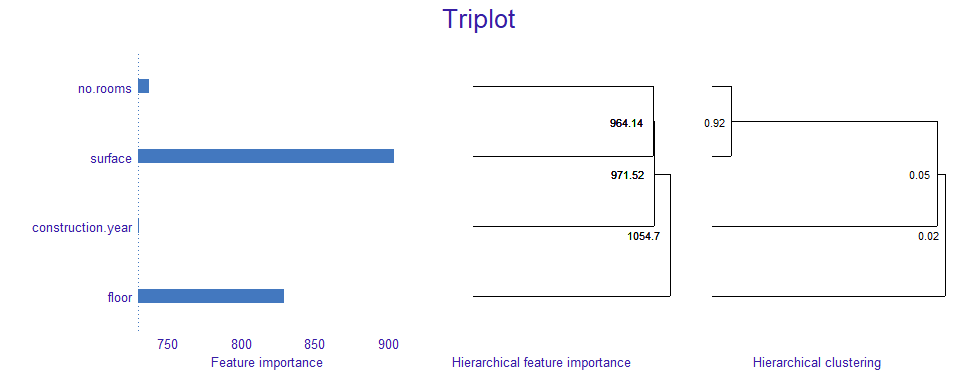 Triplot
no.rooms
surface
construction.year
floor
750 800 850 900
Feature importance
964.14
971.52
1054.7
Hierarchical feature importance
0.92
0.05
0.02
Hierarchical clustering